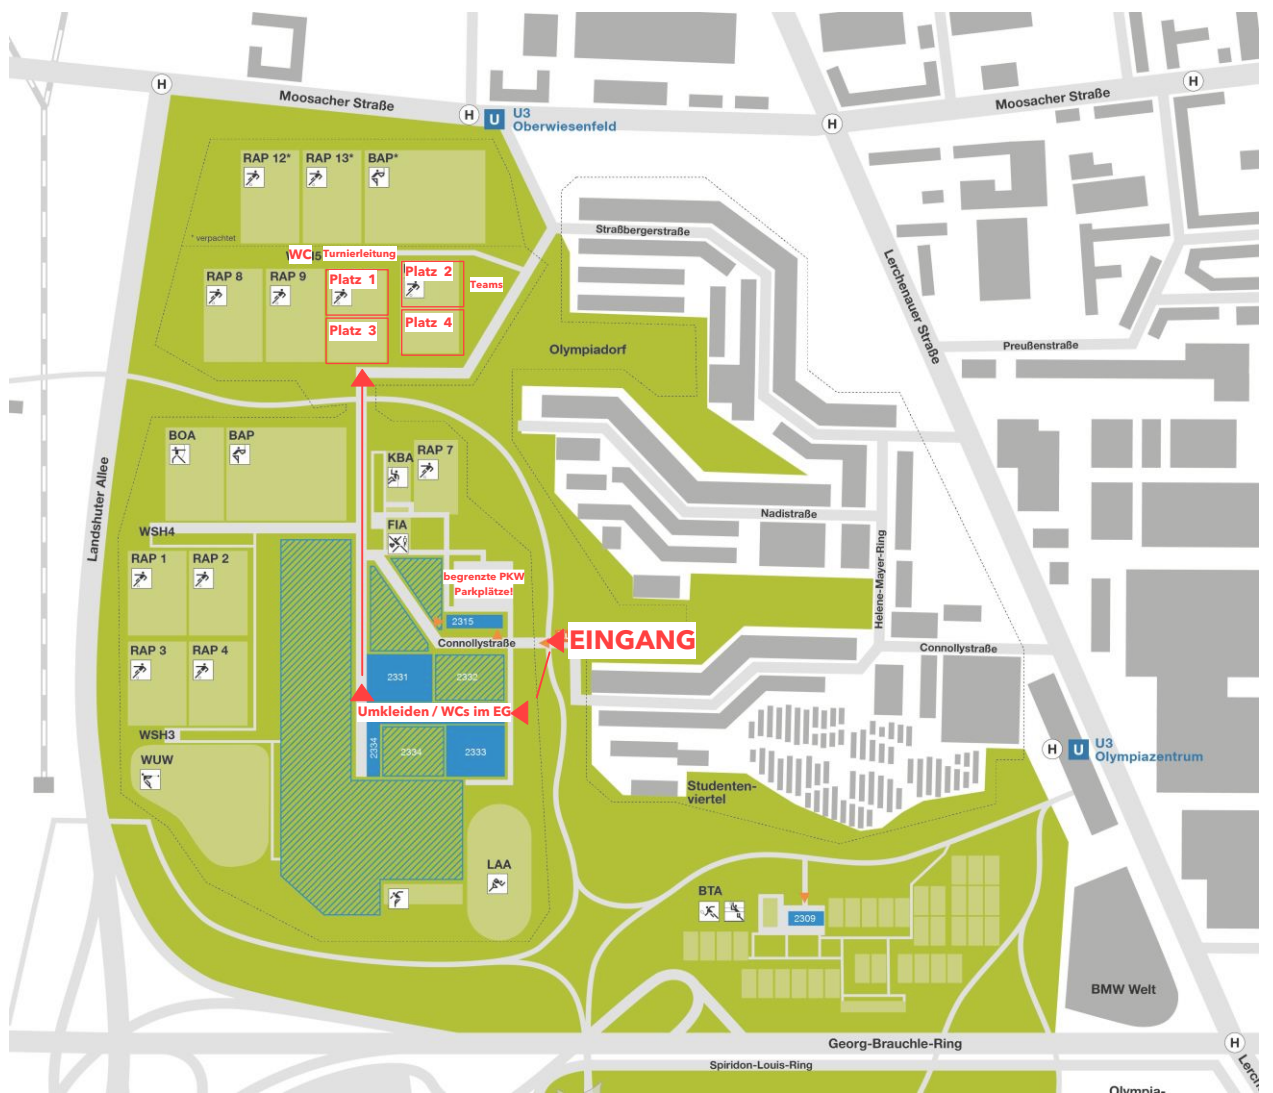 H
Moosacher Straße
H
U
U3
Oberwiesenfeld
H
Moosacher Straße
H
RAP 12*
RAP 13*
BAP*
* verpachtet
Straßbergerstraße
Lerchenauer Straße
WC
Turnierleitung
RAP 8
RAP 9
Platz 1
Platz 2
Teams
Platz 3
Platz 4
Olympiadorf
Preußenstraße
Landshuter Allee
BOA
BAP
KBA
RAP 7
FIA
Nadistraße
Helene-Mayer-Ring
WSH4
RAP 1
RAP 2
begrenzte PKW
Parkplätze!
2315
Connollystraße
EINGANG
Connollystraße
RAP 3
RAP 4
2331
2332
Umkleiden / WCs im EG
WSH3
2334
2334
2333
WUW
H
U
U3
Olympiazentrum
Studenten-
viertel
LAA
BTA
2309
BMW Welt
Georg-Brauchle-Ring
H
Spiridon-Louis-Ring
Lerch
Olympia-